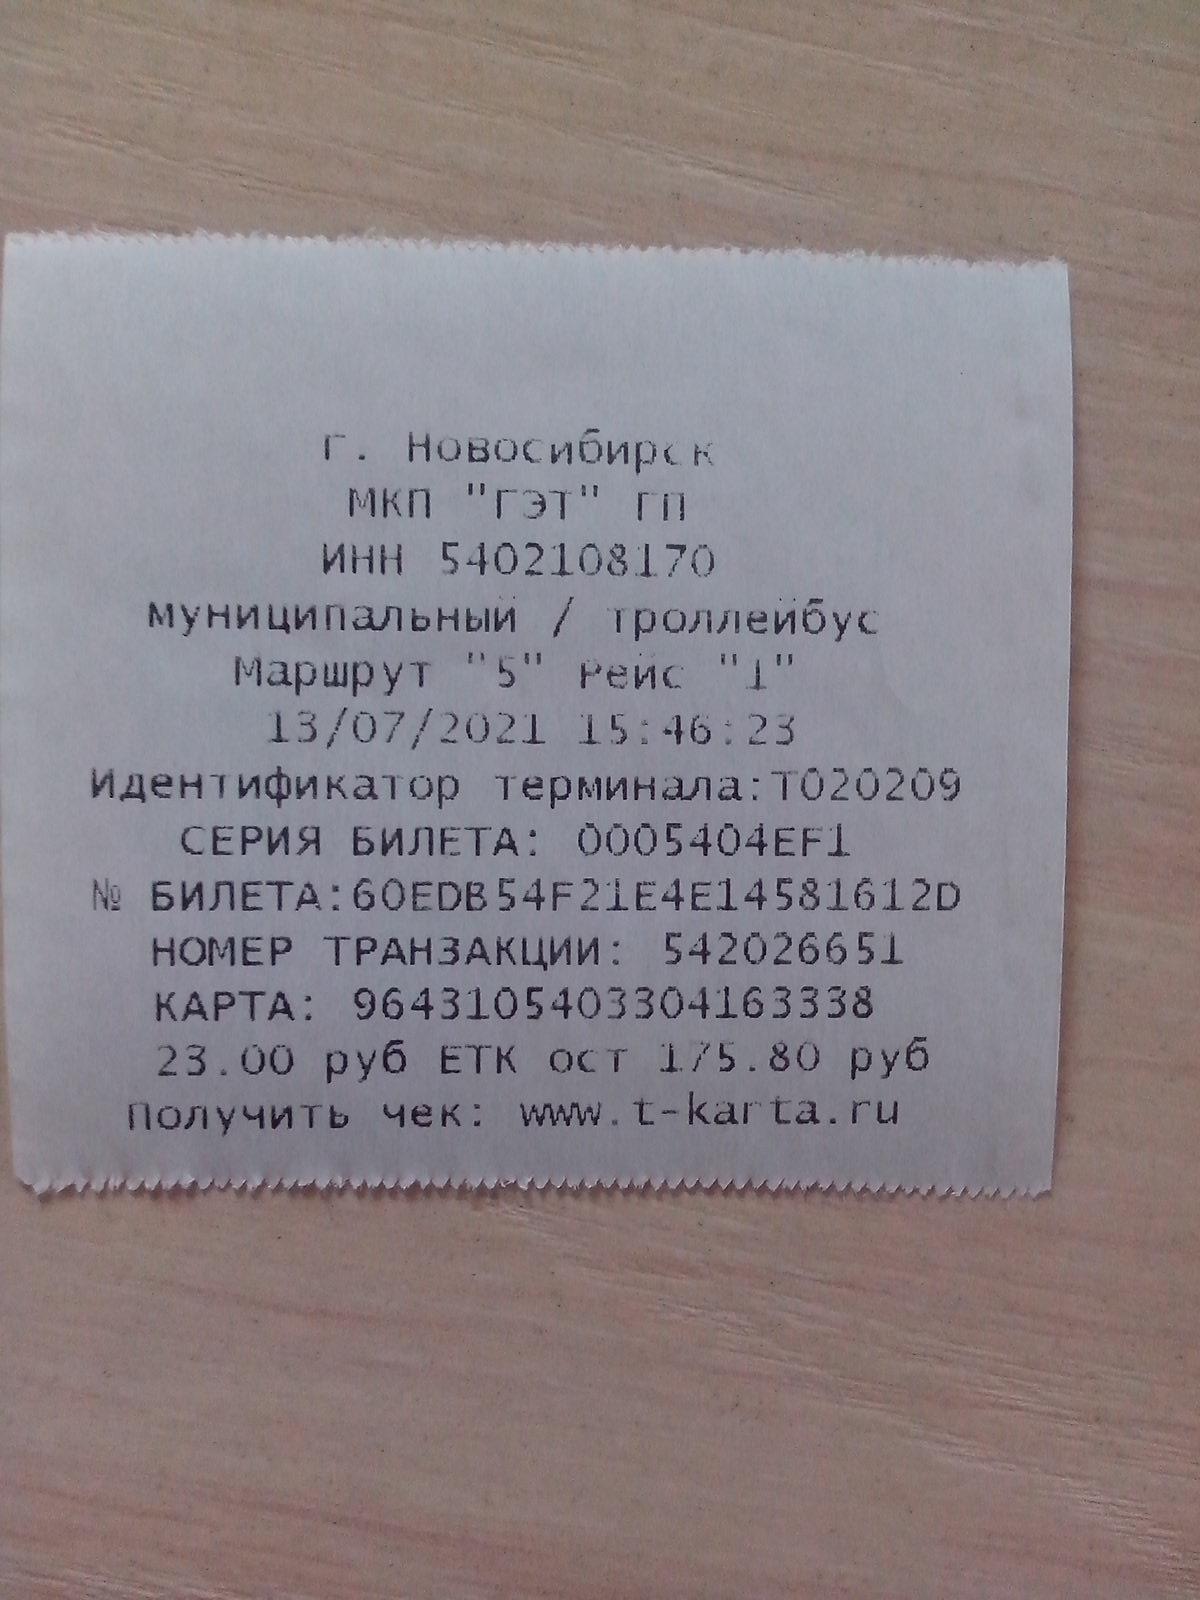 г. Новосибирск
МКП "ГЭТ" ГП
ИНН 5402108170
муниципальный / троллейбус
Маршрут "5" Рейс "1"
13/07/2021 15:46:23
Идентификатор терминала:T020209
СЕРИЯ БИЛЕТА: 0005404EF1
№ БИЛЕТА:60EDB54F21E4E14581612D
НОМЕР ТРАНЗАКЦИИ: 542026651
КАРТА: 96431054033304163338
23.00 руб ЕТК ост 175.80 руб
Получить чек: www.t-karta.ru